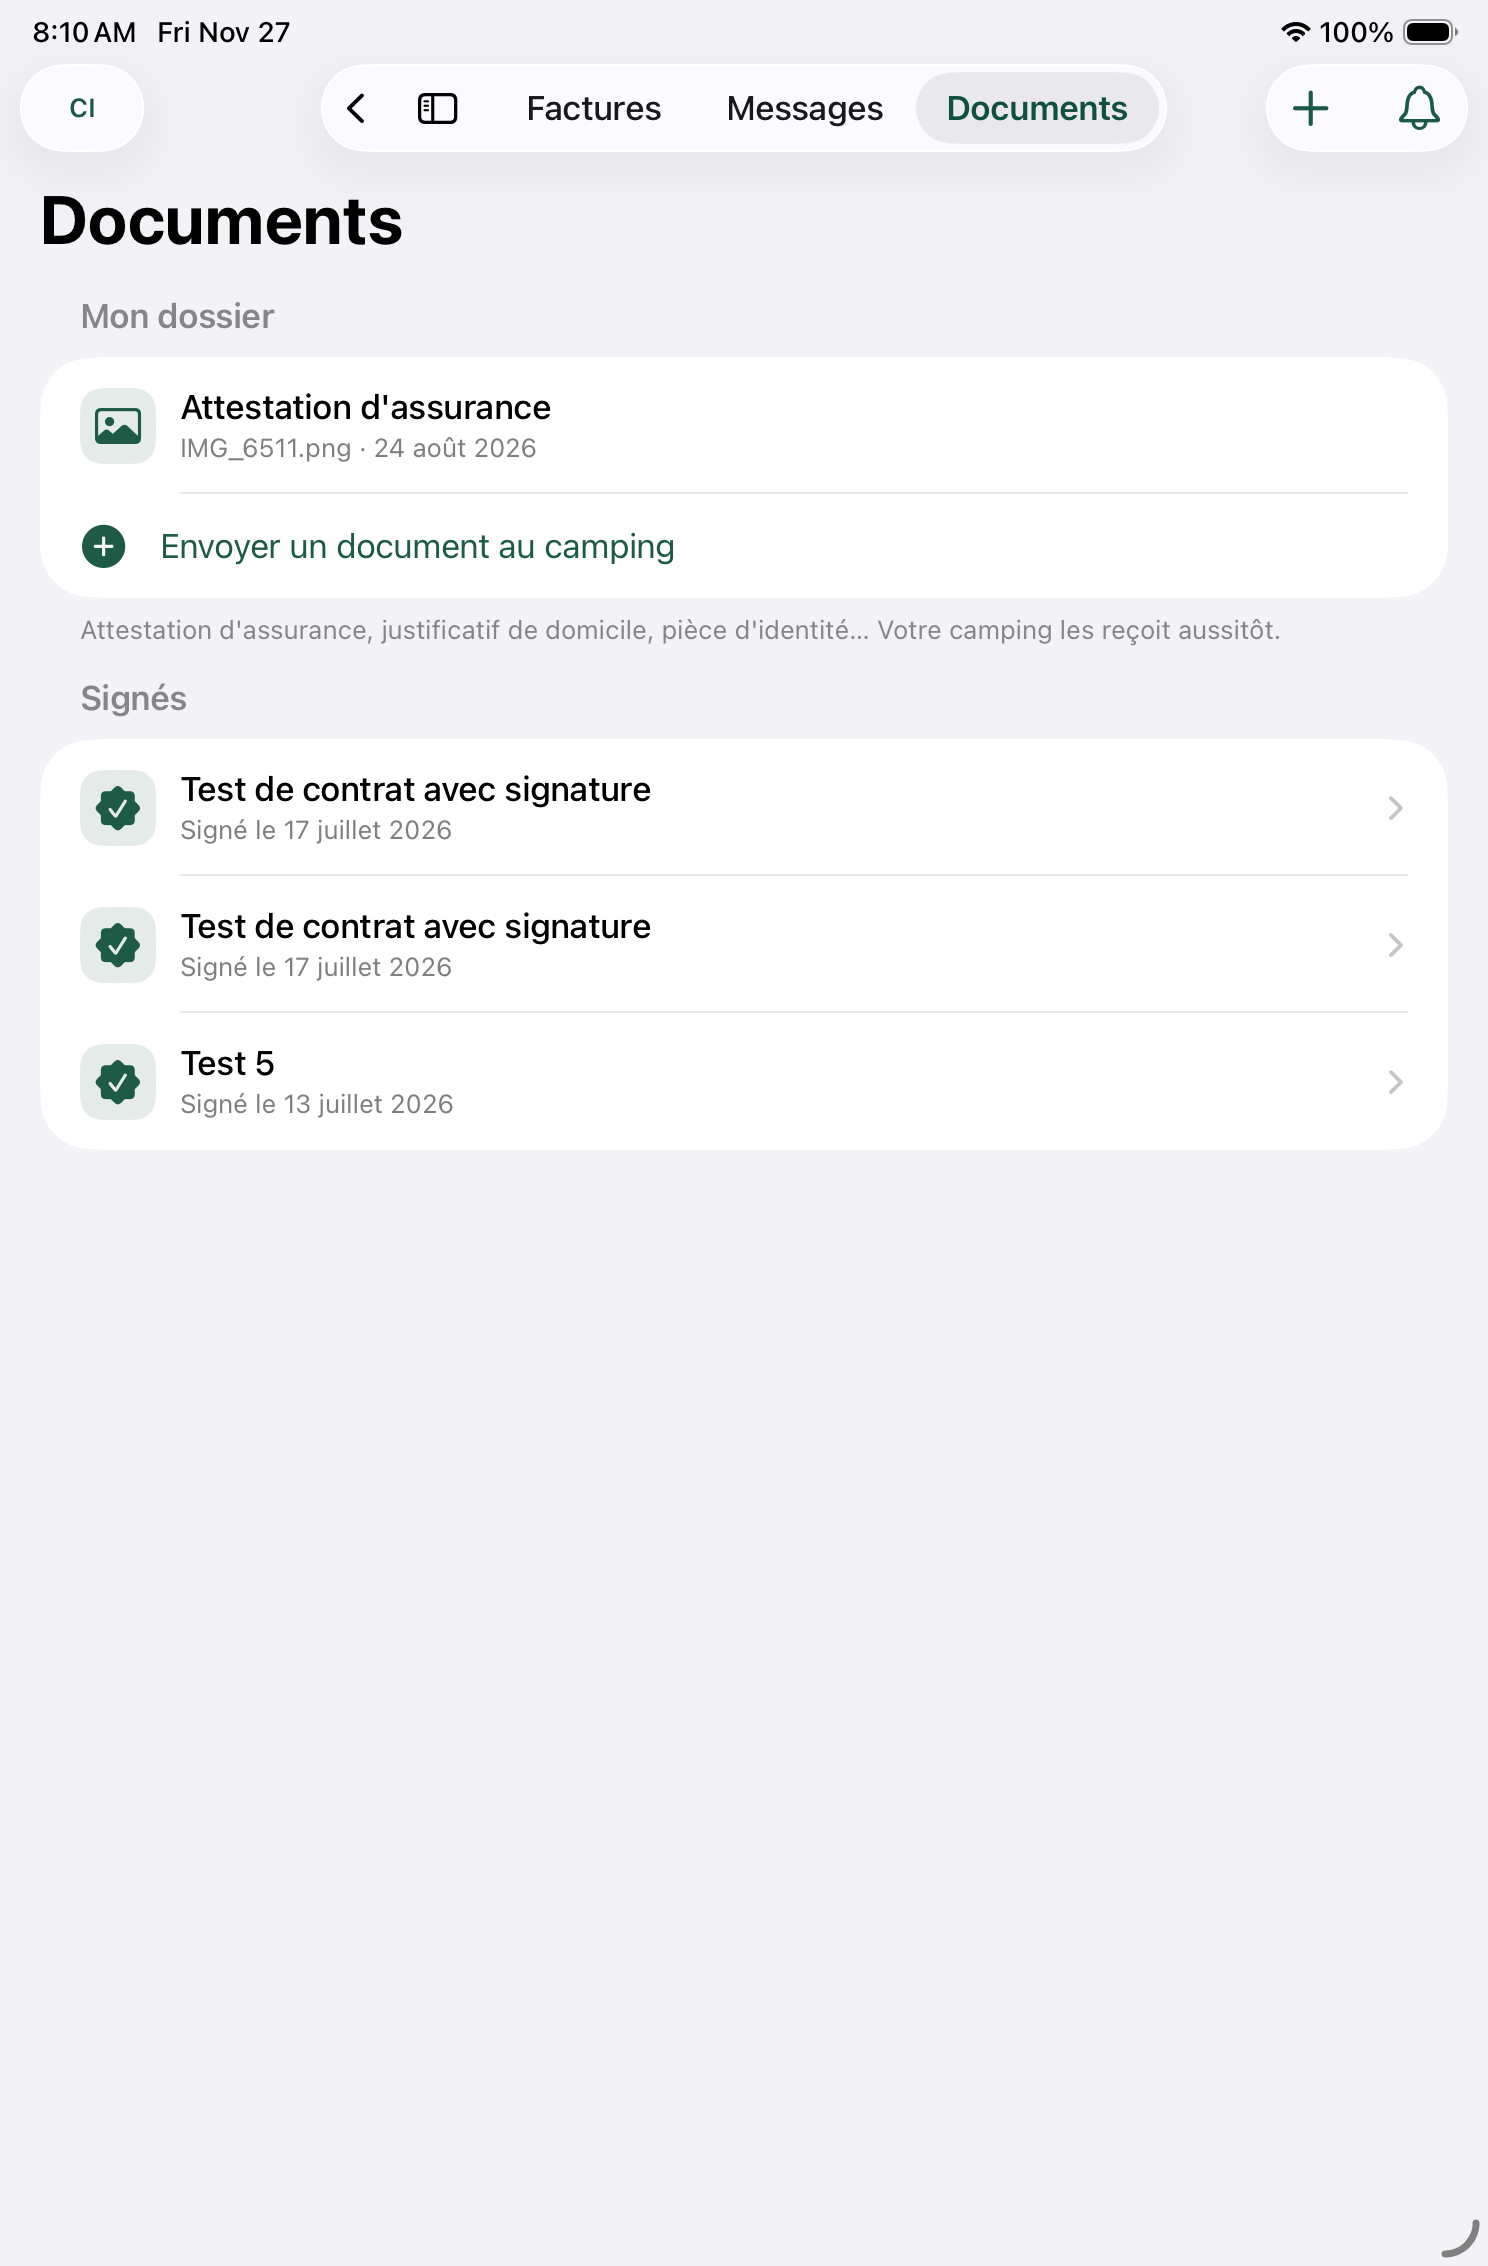 8:10 AM Fri Nov 27
100%
CI
Factures
Messages
Documents
Documents
Mon dossier
Attestation d'assurance
IMG_6511.png · 24 août 2026
Envoyer un document au camping
Attestation d'assurance, justificatif de domicile, pièce d'identité... Votre camping les reçoit aussitôt.
Signés
Test de contrat avec signature
Signé le 17 juillet 2026
Test de contrat avec signature
Signé le 17 juillet 2026
Test 5
Signé le 13 juillet 2026